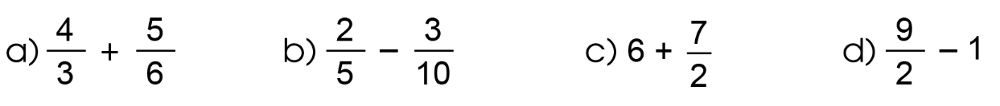 a) 4/3 + 5/6   b) 2/5 − 3/10   c) 6 + 7/2   d) 9/2 − 1